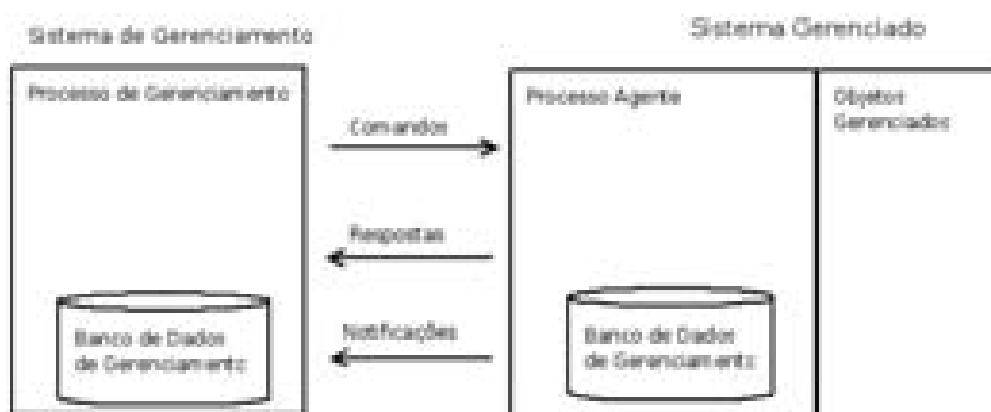 Sistema de Gerenciamento
Sistema Gerenciado
Processo de Gerenciamento
Processo Agente
Objetos
Gerenciados
Comandos
Respostas
Notificações
Banco de Dados
de Gerenciamento
Banco de Dados
de Gerenciamento